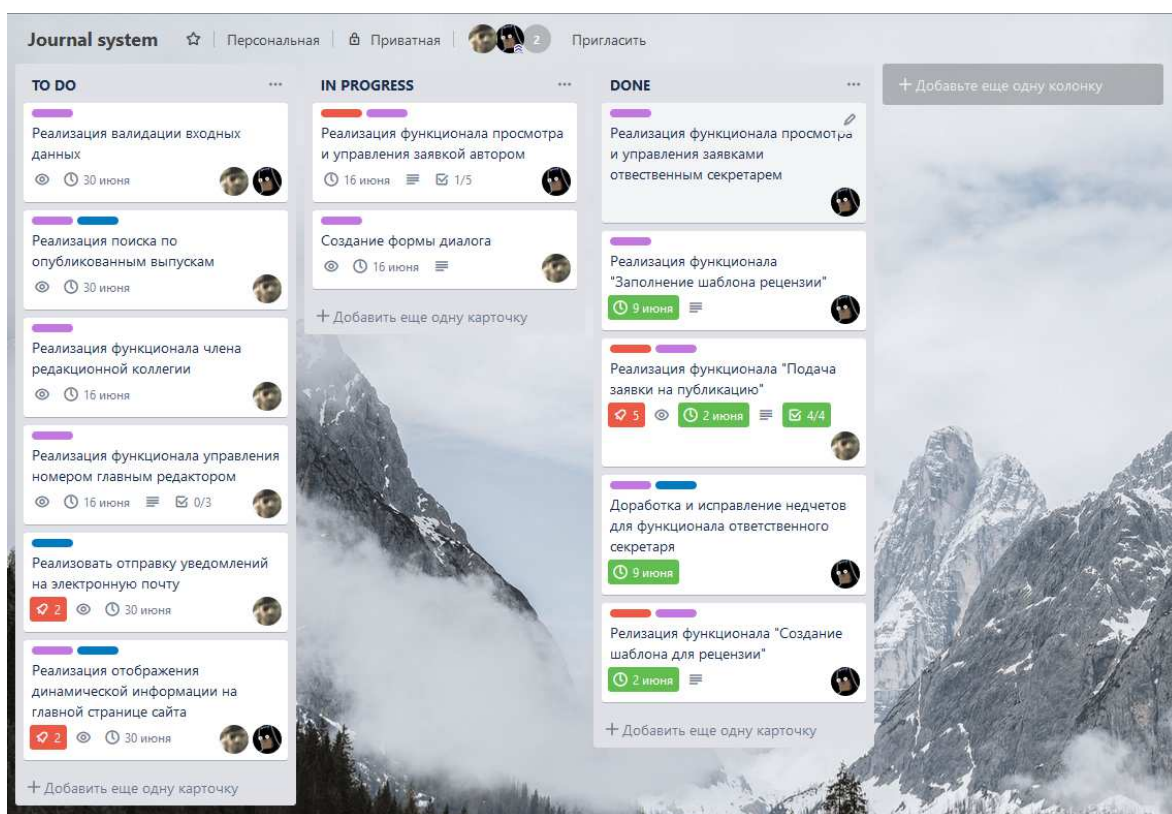 Journal system
Персональная
Приватная
2
Пригласить
TO DO
Реализация валидации входных
данных
30 июня
Реализация поиска по
опубликованным выпускам
30 июня
Реализация функционала члена
редакционной коллегии
16 июня
Реализация функционала управления
номером главным редактором
16 июня 0/3
Реализовать отправку уведомлений
на электронную почту
2 30 июня
Реализация отображения
динамической информации на
главной странице сайта
2 30 июня
+ Добавить еще одну карточку
IN PROGRESS
Реализация функционала просмотра
и управления заявкой автором
16 июня 1/5
Создание формы диалога
16 июня
+ Добавить еще одну карточку
DONE
Реализация функционала просмотра
и управления заявками
отвественным секретарем
Реализация функционала
"Заполнение шаблона рецензии"
9 июня
Реализация функционала "Подача
заявки на публикацию"
5 2 июня 4/4
Доработка и исправление недчетов
для функционала ответственного
секретаря
9 июня
Релизация функционала "Создание
шаблона для рецензии"
2 июня
+ Добавить еще одну карточку
+ Добавьте еще одну колонку